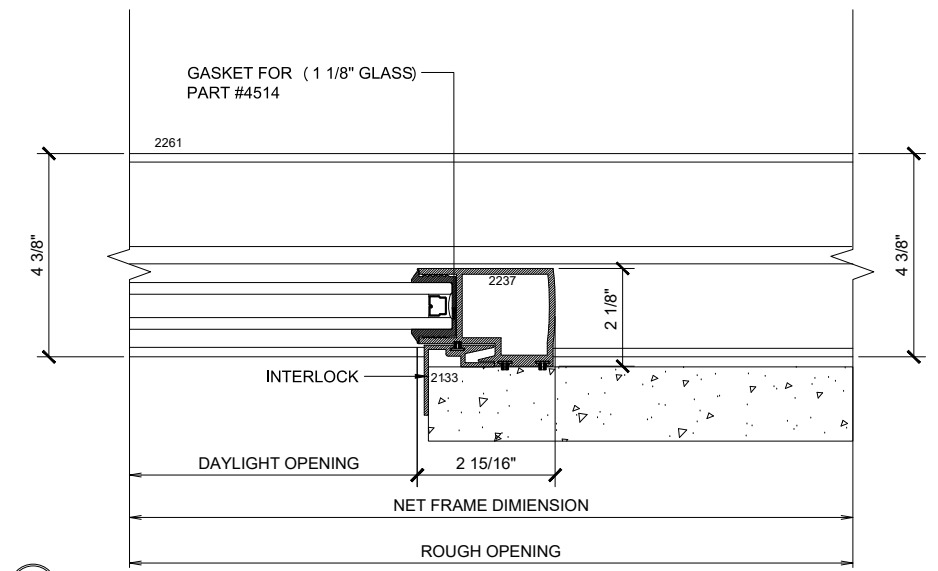 GASKET FOR ( 1 1/8" GLASS)
PART #4514
2261
4 3/8"
4 3/8"
2237
2 1/8"
INTERLOCK
2133
DAYLIGHT OPENING
2 15/16"
NET FRAME DIMIENSION
ROUGH OPENING